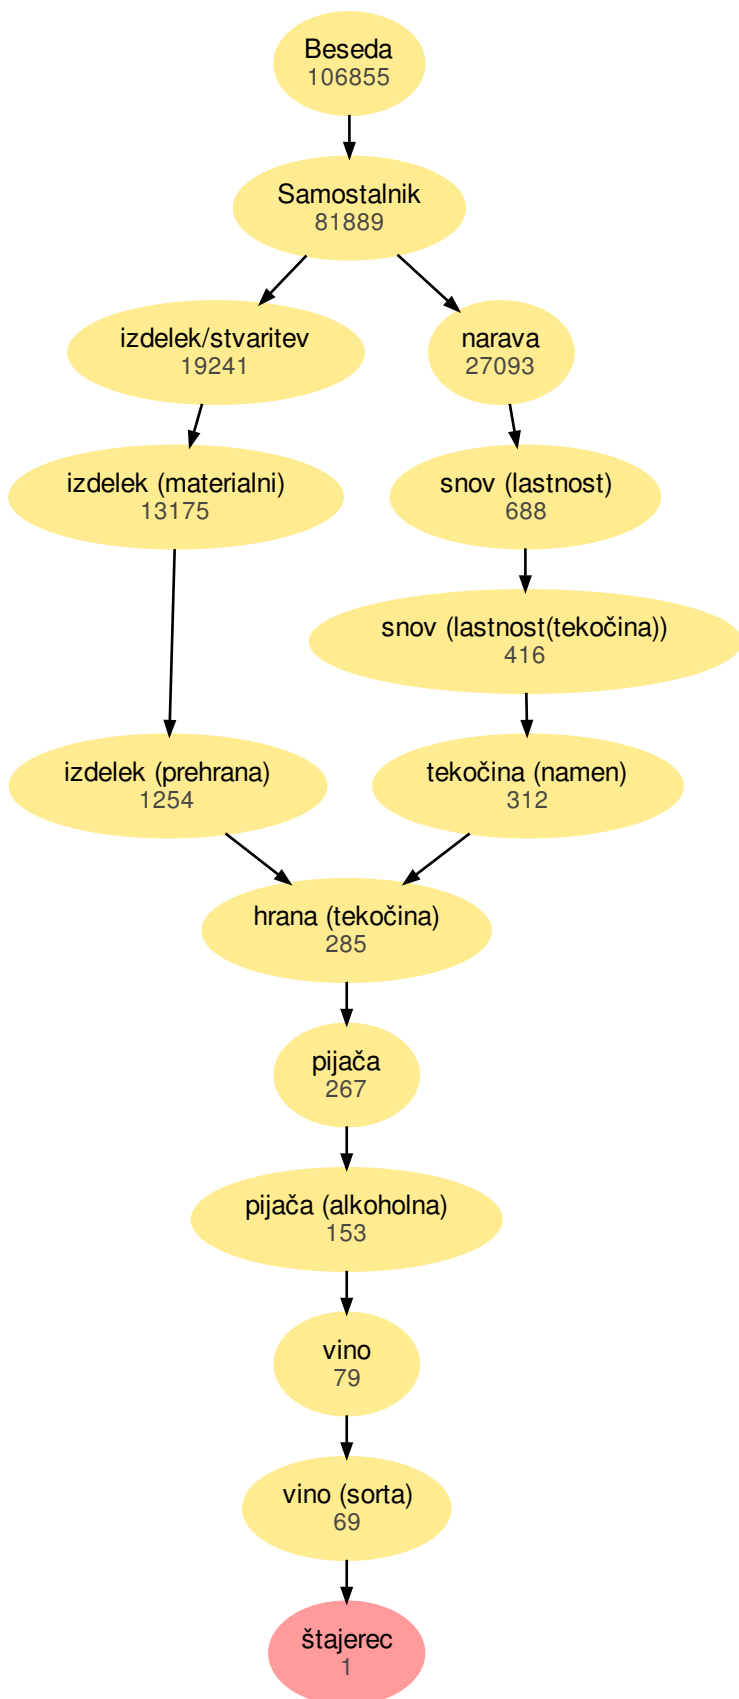 Beseda
106855
Samostalnik
81889
izdelek/stvaritev
19241
narava
27093
izdelek (materialni)
13175
snov (lastnost)
688
snov (lastnost(tekočina))
416
izdelek (prehrana)
1254
tekočina (namen)
312
hrana (tekočina)
285
pijača
267
pijača (alkoholna)
153
vino
79
vino (sorta)
69
štajerec
1